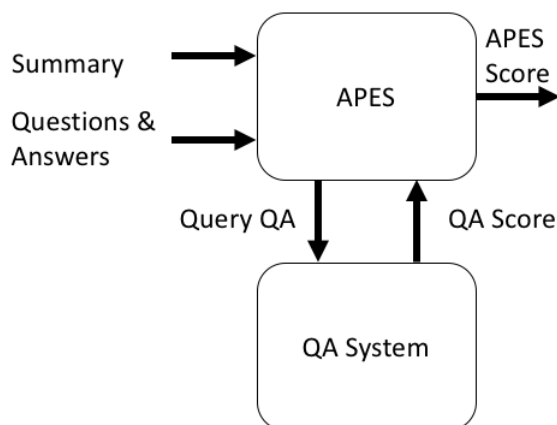 Summary
Questions &
Answers
APES
APES
Score
Query QA
QA Score
QA System